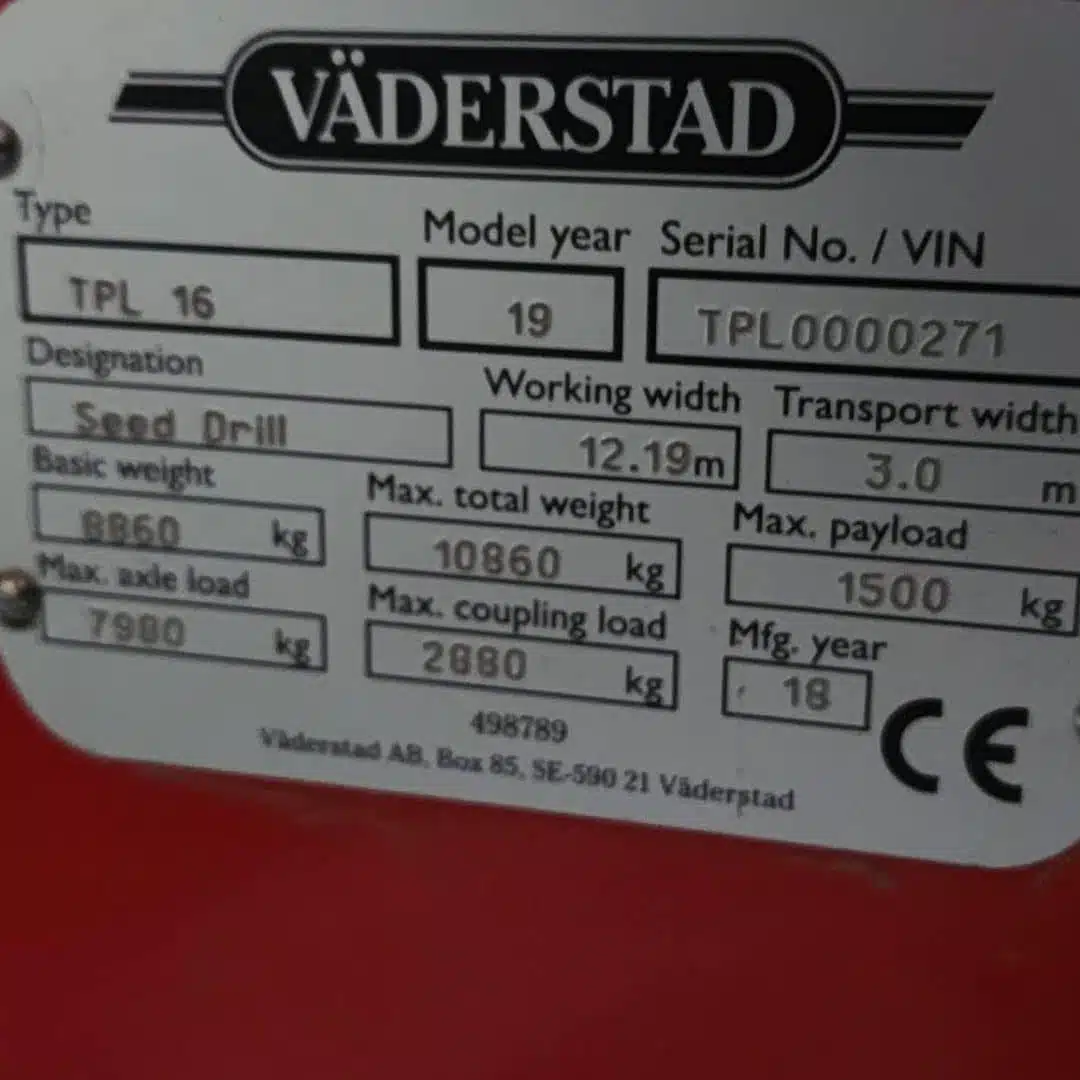 VÄDERSTAD
Type Model year Serial No. / VIN
TPL 16 19 TPL0000271
Designation Working width Transport width
Seed Drill 12.19m 3.0 m
Basic weight Max. total weight Max. payload
8860 kg 10860 kg 1500 kg
Max. axle load Max. coupling load Mfg. year
7980 kg 2880 kg 18
CE
498789
Väderstad AB, Box 85, SE-590 21 Väderstad